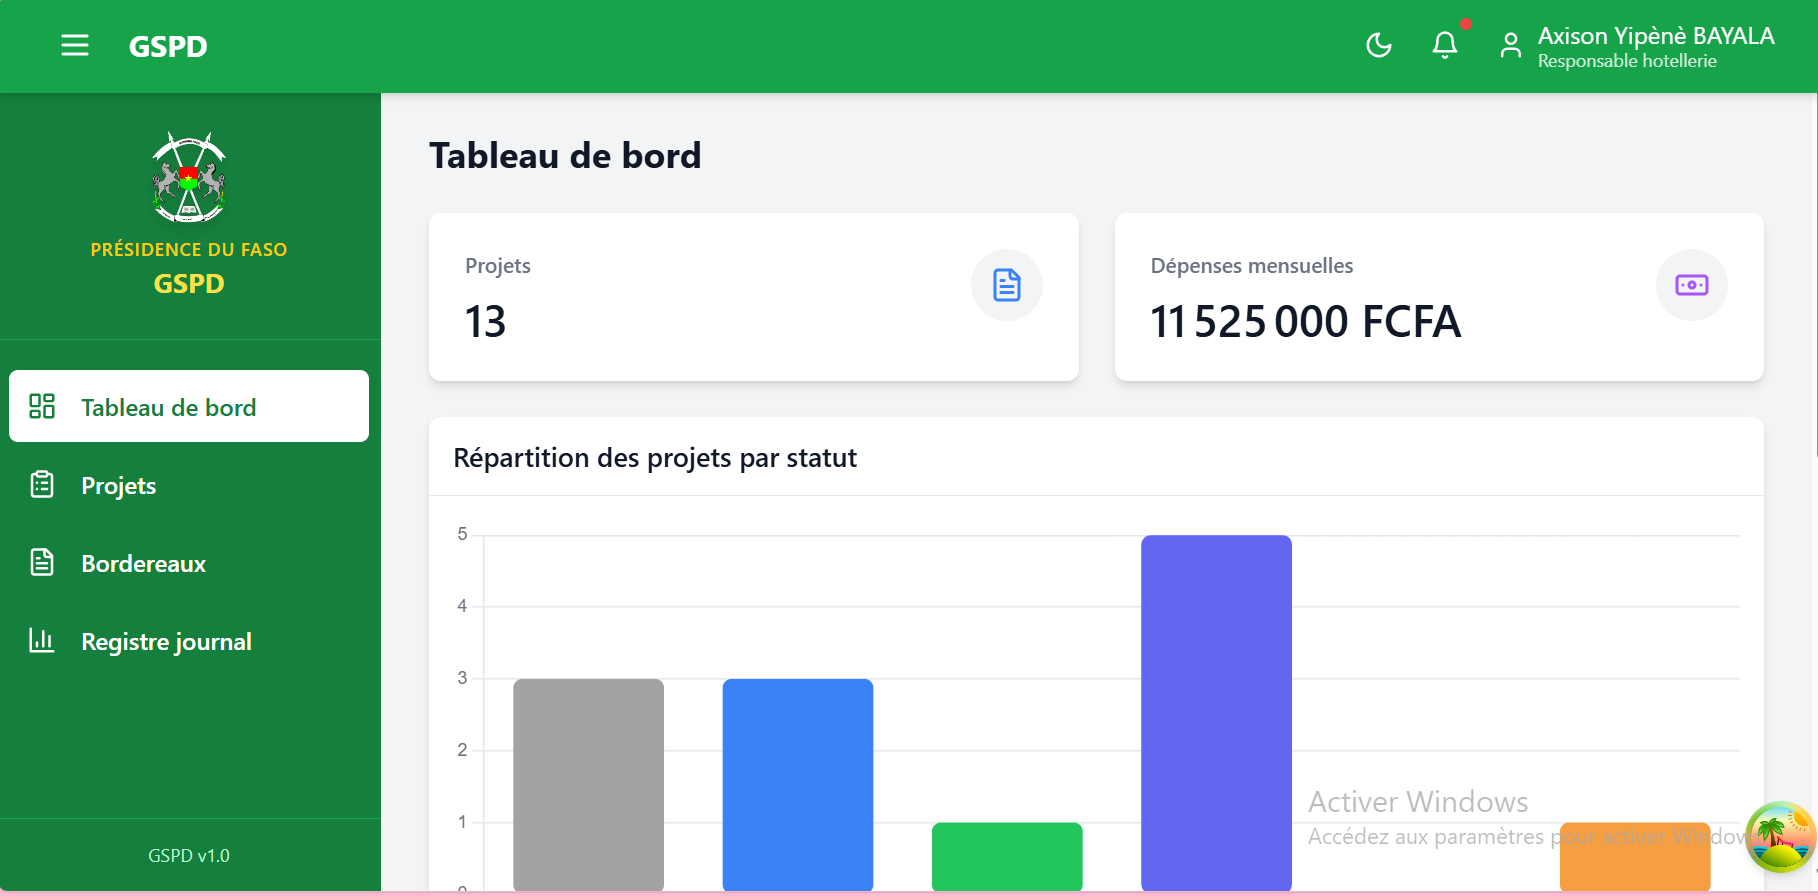 GSPD
Axison Yipènè BAYALA
Responsable hotellerie
PRÉSIDENCE DU FASO
GSPD
Tableau de bord
Projets
Bordereaux
Registre journal
GSPD v1.0
Tableau de bord
Projets
13
Dépenses mensuelles
11 525 000 FCFA
Répartition des projets par statut
5
4
3
2
1
0
Activer Windows
Accédez aux paramètres pour activer Windows